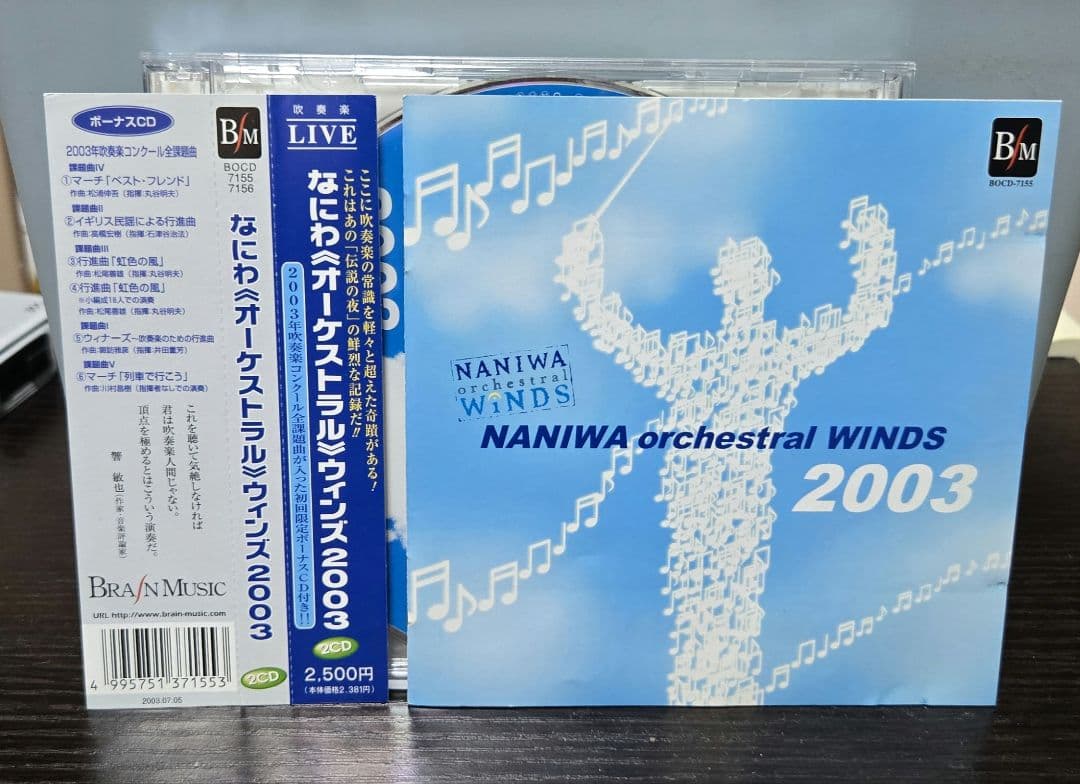 ボーナスCD
2003年吹奏楽コンクール全課題曲
課題曲IV
①マーチ「ベスト・フレンド」
作曲:松浦伸吾（指揮:丸谷明夫）
課題曲II
②イギリス民謡による行進曲
作曲:高橋宏樹（指揮:石津谷治法）
課題曲III
③行進曲「虹色の風」
作曲:松尾善雄（指揮:丸谷明夫）
④行進曲「虹色の風」
※小編成18人での演奏
作曲:松尾善雄（指揮:丸谷明夫）
課題曲I
⑤ウィナーズ−吹奏楽のための行進曲
作曲:諏訪雅彦（指揮:井田重芳）
課題曲V
⑥マーチ「列車で行こう」
作曲:川村昌樹（指揮者なしでの演奏）
これを聴いて気絶しなければ
君は吹奏楽人間じゃない。
頂点を極めるとはこういう演奏だ。
響 敏也（作家・音楽評論家）
BRAIN MUSIC
URL http://www.brain-music.com
4 995751 371553
2003.07.05
BM
BOCD
7155
7156
なにわ《オーケストラル》ウィンズ2003
2CD
吹奏楽
LIVE
ここに吹奏楽の常識を軽々と超えた奇蹟がある!
これはあの「伝説の夜」の鮮烈な記録だ!!
なにわ《オーケストラル》ウィンズ2003
2003年吹奏楽コンクール全課題曲が入った初回限定ボーナスCD付き!!
2CD
2,500円
（本体価格2,381円）
BM
BOCD-7155
NANIWA
orchestral
WiNDS
NANIWA orchestral WINDS
2003